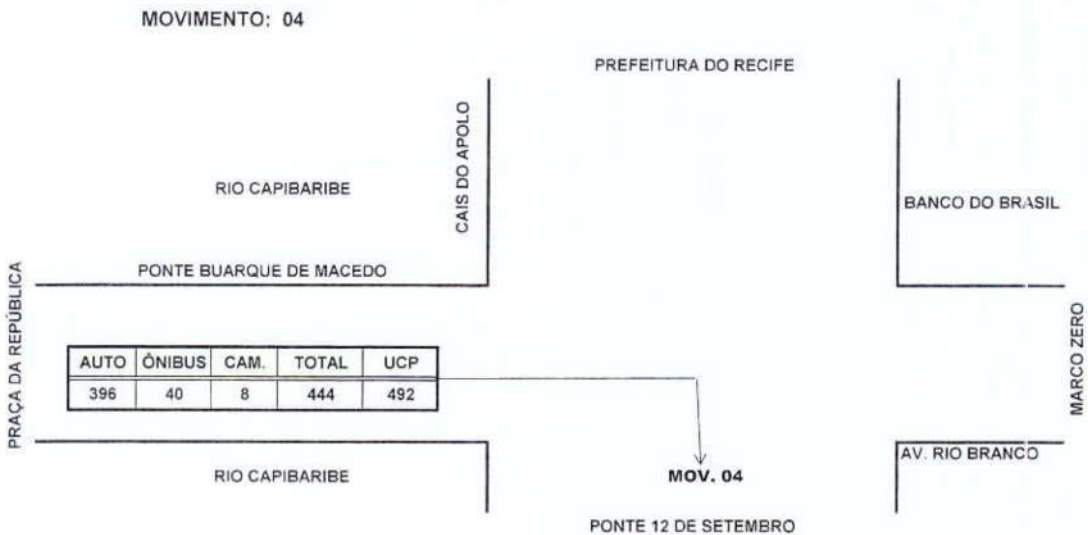 MOVIMENTO: 04
PREFEITURA DO RECIFE
CAIS DO APOLO
RIO CAPIBARIBE
BANCO DO BRASIL
PONTE BUARQUE DE MACEDO
PRAÇA DA REPÚBLICA
MARCO ZERO
AUTO ÔNIBUS CAM. TOTAL UCP
396 40 8 444 492
RIO CAPIBARIBE
MOV. 04
AV. RIO BRANCO
PONTE 12 DE SETEMBRO